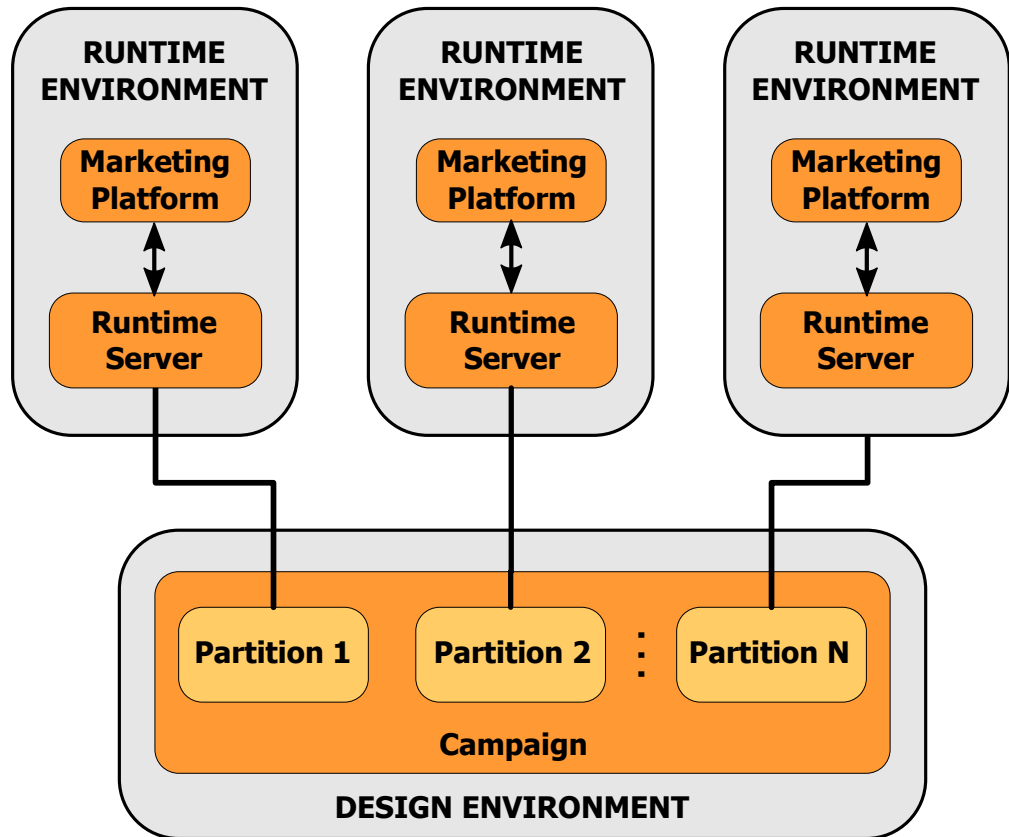 RUNTIME
ENVIRONMENT
Marketing
Platform
Runtime
Server
RUNTIME
ENVIRONMENT
Marketing
Platform
Runtime
Server
RUNTIME
ENVIRONMENT
Marketing
Platform
Runtime
Server
Partition 1
Partition 2
Partition N
Campaign
DESIGN ENVIRONMENT